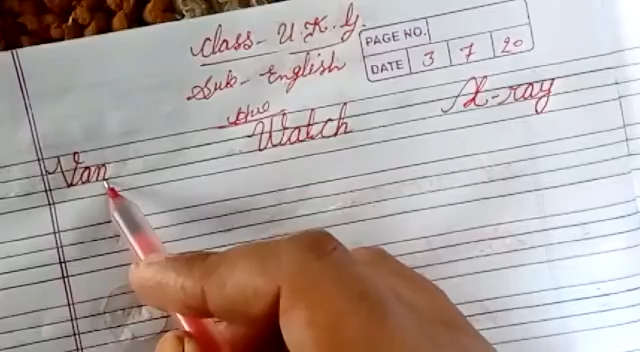 Class- U.K.G.
PAGE NO.
Sub- English
DATE 3 7 20
Van Watch X-ray